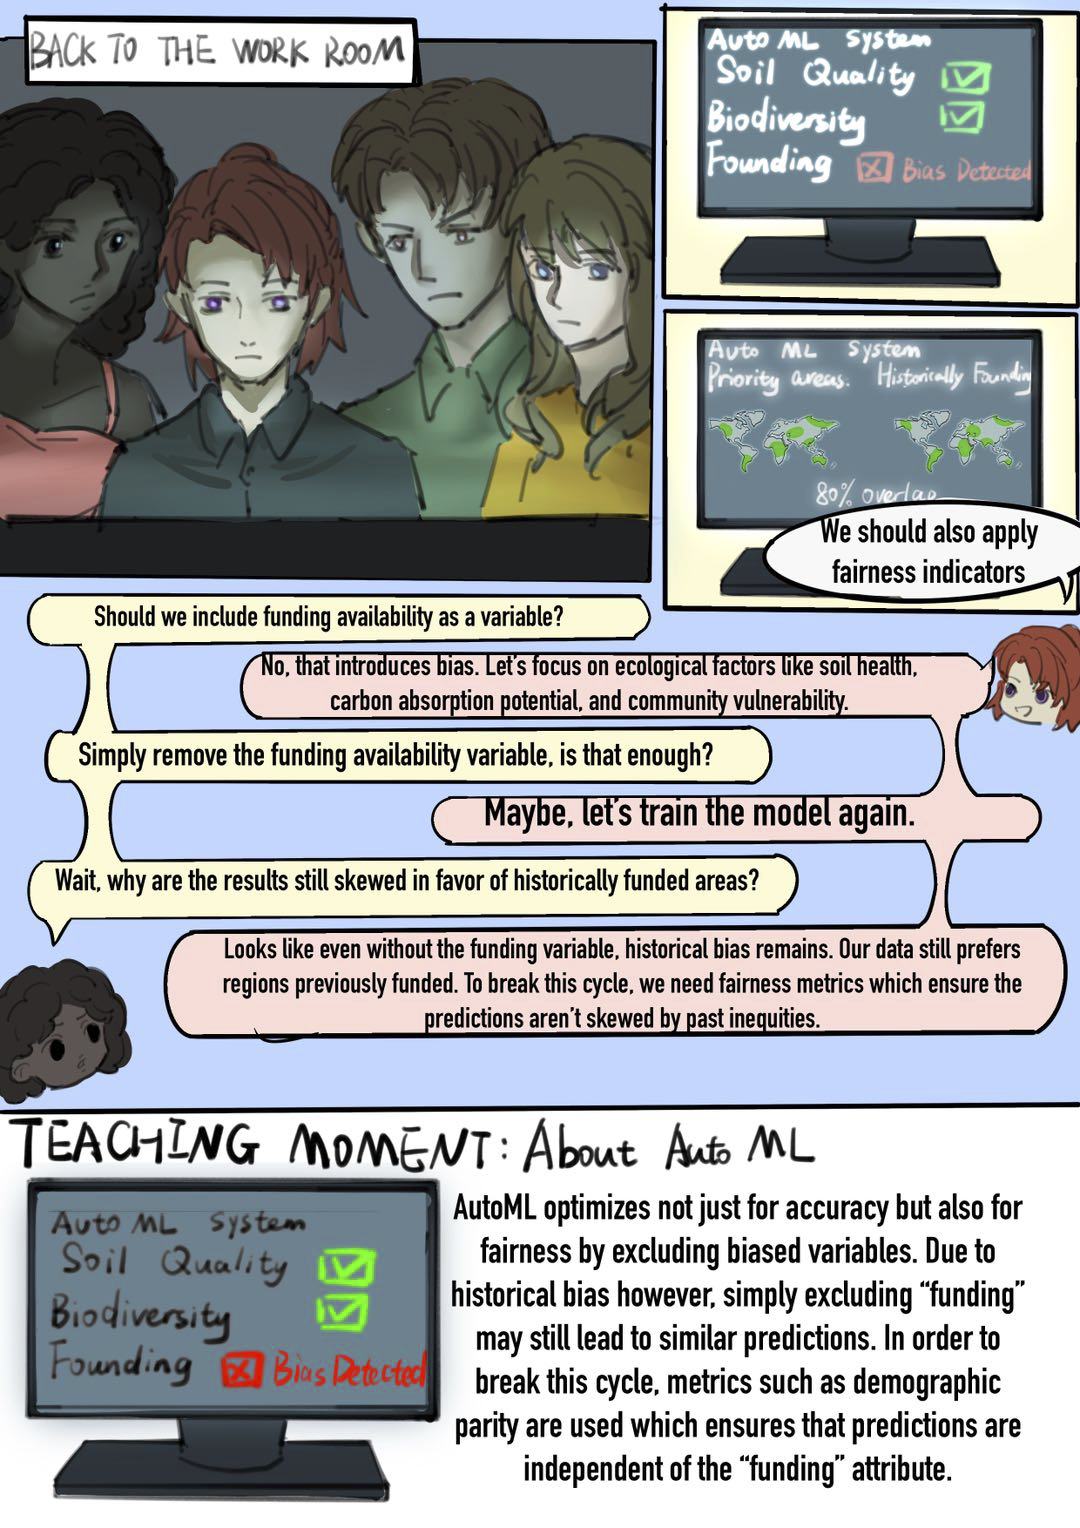 BACK TO THE WORK ROOM
Auto ML System
Soil Quality
Biodiversity
Founding Bias Detected
Auto ML System
Priority areas. Historically Founding
80% overlap
We should also apply
fairness indicators
Should we include funding availability as a variable?
No, that introduces bias. Let's focus on ecological factors like soil health,
carbon absorption potential, and community vulnerability.
Simply remove the funding availability variable, is that enough?
Maybe, let's train the model again.
Wait, why are the results still skewed in favor of historically funded areas?
Looks like even without the funding variable, historical bias remains. Our data still prefers
regions previously funded. To break this cycle, we need fairness metrics which ensure the
predictions aren't skewed by past inequities.
TEACHING MOMENT: About Auto ML
Auto ML System
Soil Quality
Biodiversity
Founding Bias Detected
AutoML optimizes not just for accuracy but also for
fairness by excluding biased variables. Due to
historical bias however, simply excluding “funding”
may still lead to similar predictions. In order to
break this cycle, metrics such as demographic
parity are used which ensures that predictions are
independent of the “funding” attribute.